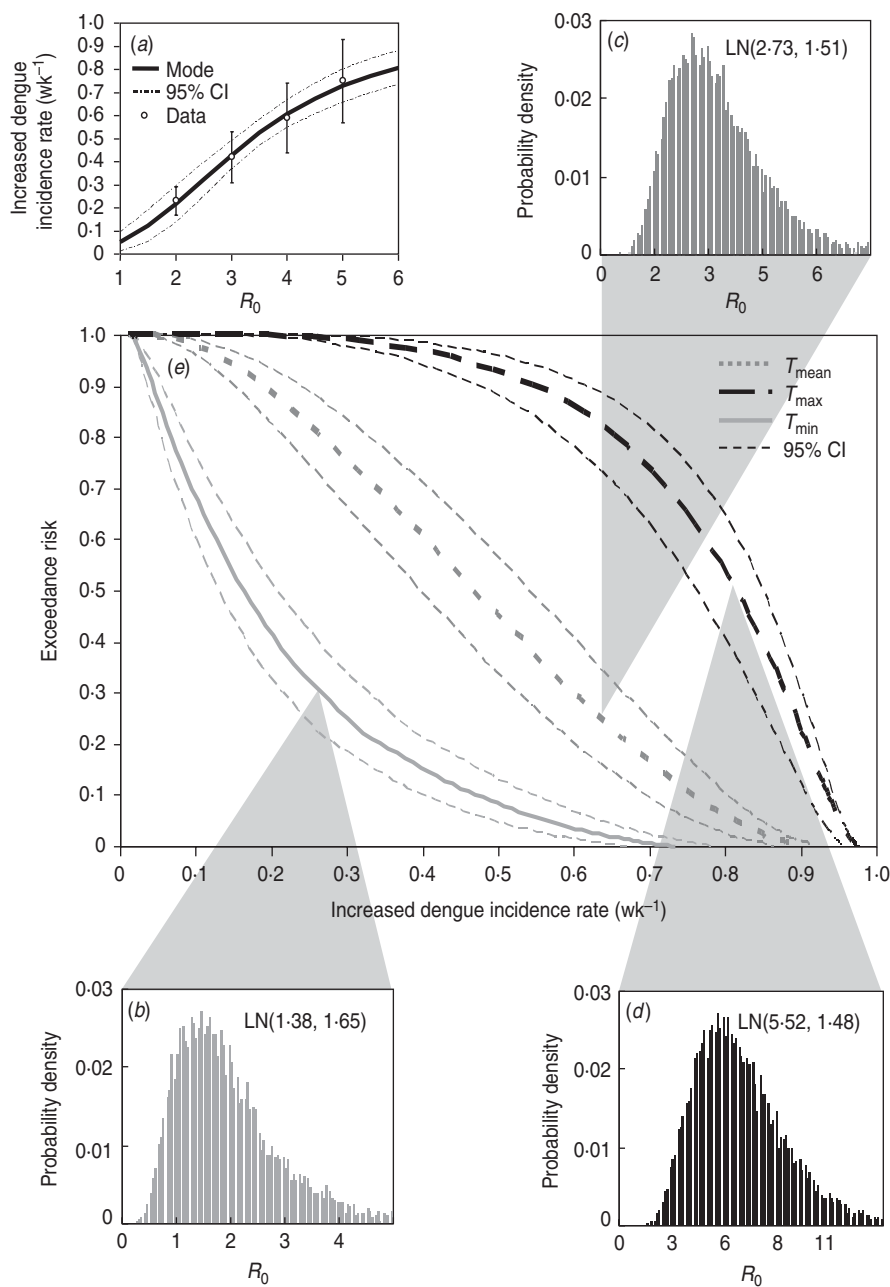 1·0
0·9
0·8
0·7
0·6
0·5
0·4
0·3
0·2
0·1
0
Increased dengue
incidence rate (wk⁻¹)
(a)
Mode
95% CI
Data
1 2 3 4 5 6
R₀
0·03
0·02
0·01
0
Probability density
(c)
LN(2·73, 1·51)
0 2 3 5 6
R₀
1.0
0.9
0.8
0.7
0.6
0.5
0.4
0.3
0.2
0.1
0
Exceedance risk
(e)
Tmean
Tmax
Tmin
95% CI
0 0·1 0·2 0·3 0·4 0·5 0·6 0·7 0·8 0·9 1·0
Increased dengue incidence rate (wk⁻¹)
0·03
0·02
0·01
0
Probability density
(b)
LN(1·38, 1·65)
0 1 2 3 4
R₀
0·03
0·02
0·01
0
Probability density
(d)
LN(5·52, 1·48)
0 3 6 8 11
R₀